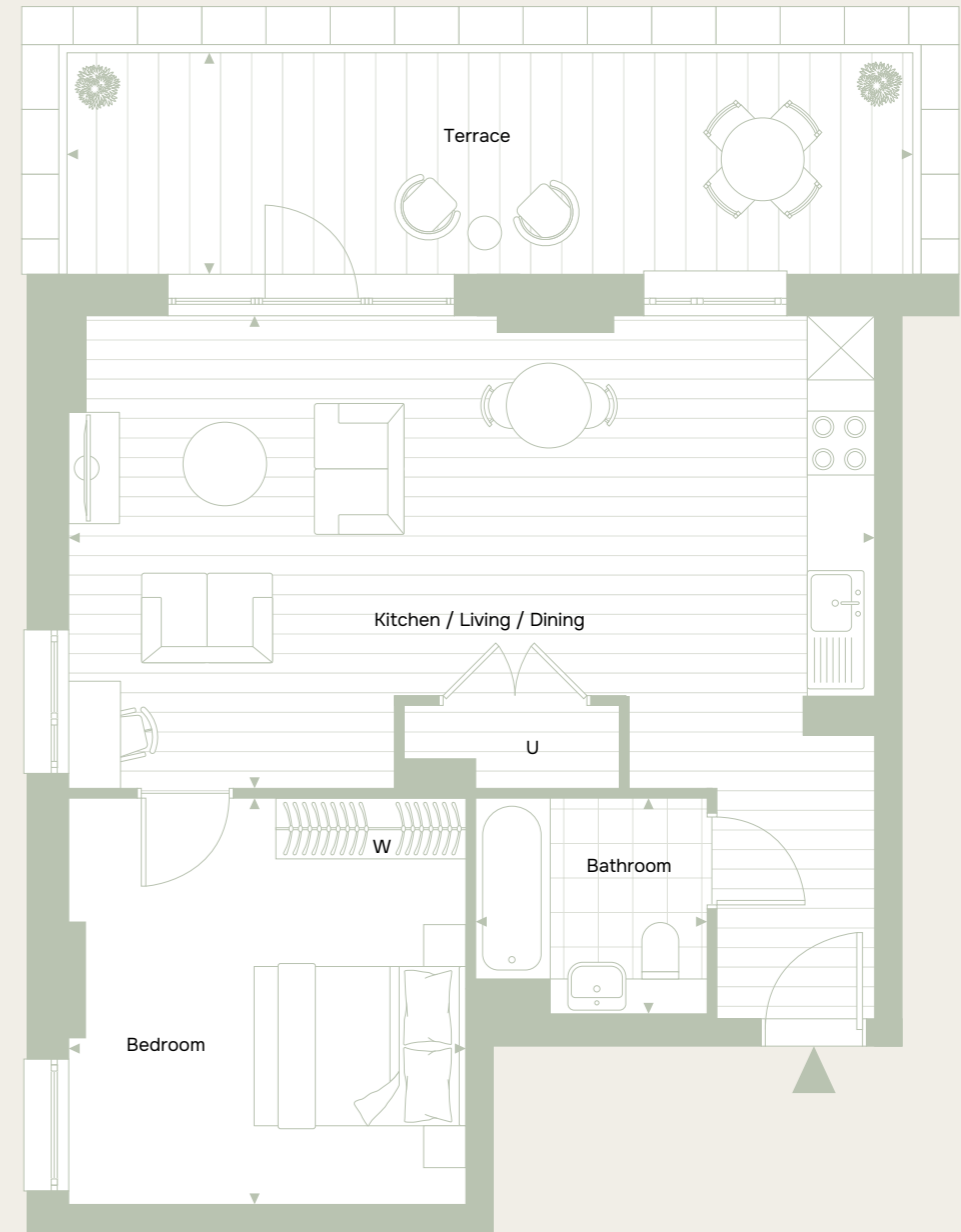 Terrace
Kitchen / Living / Dining
U
W
Bathroom
Bedroom